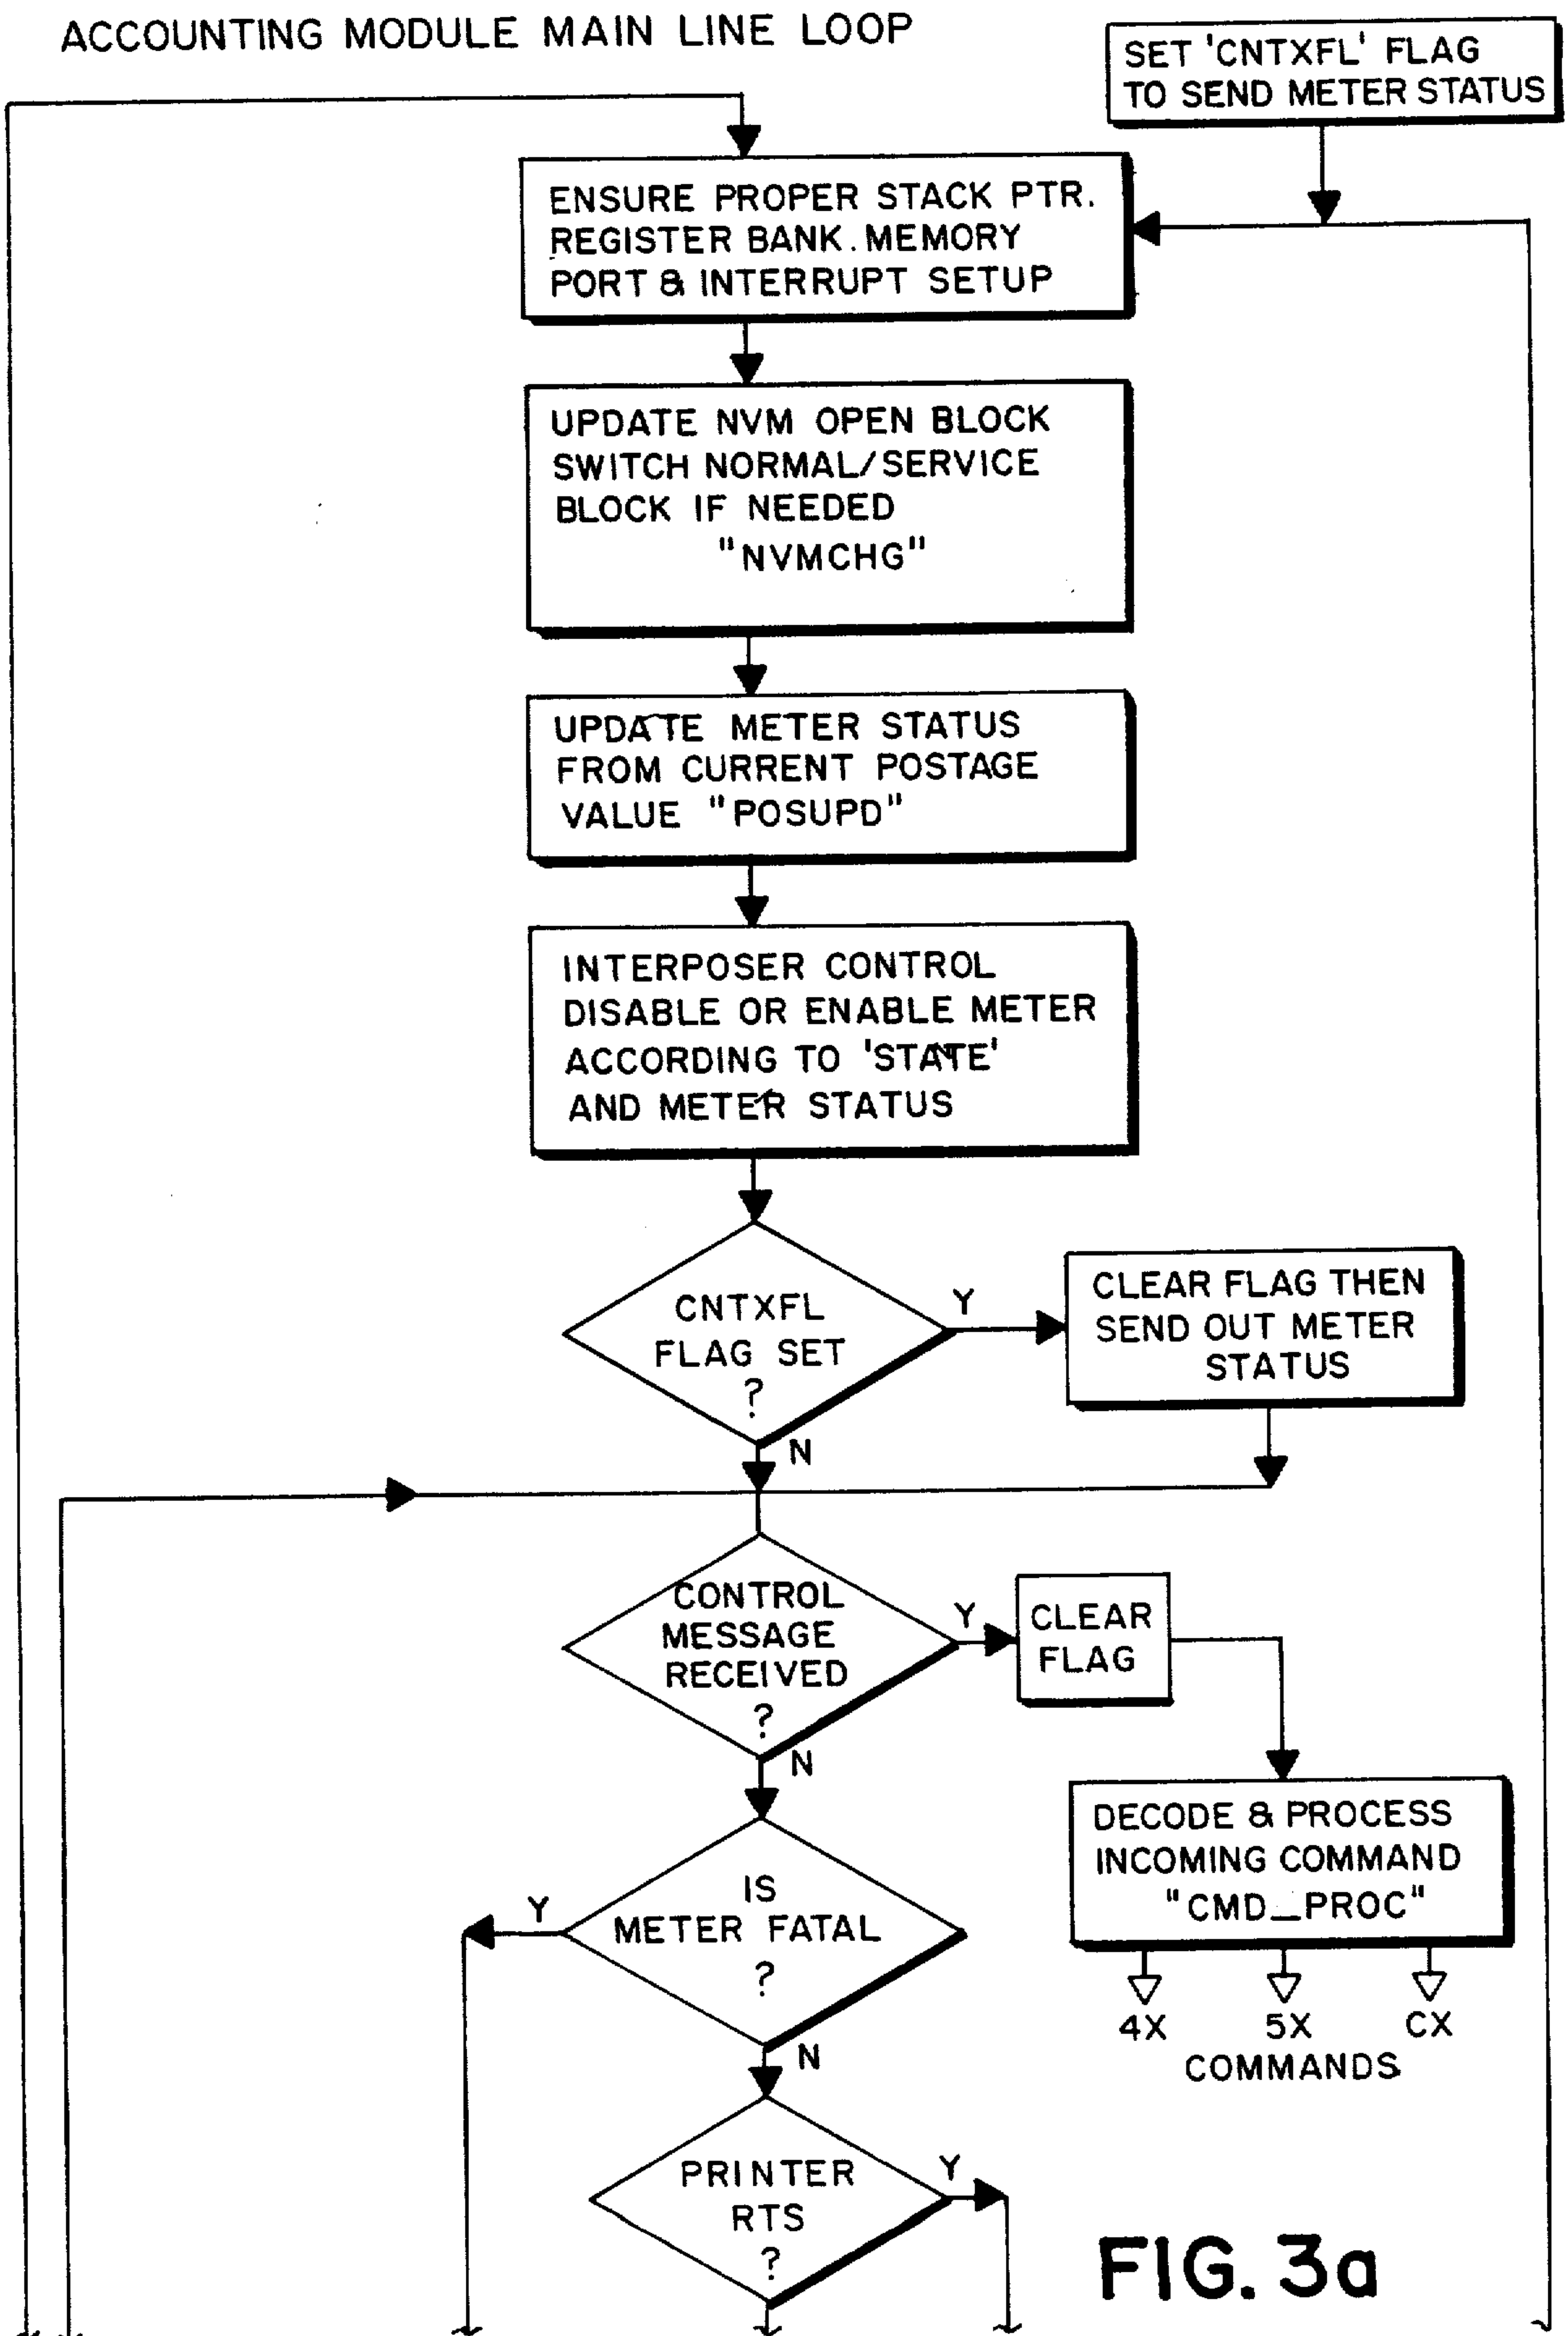 ACCOUNTING MODULE MAIN LINE LOOP
SET 'CNTXFL' FLAG
TO SEND METER STATUS
ENSURE PROPER STACK PTR.
REGISTER BANK. MEMORY
PORT & INTERRUPT SETUP
UPDATE NVM OPEN BLOCK
SWITCH NORMAL/SERVICE
BLOCK IF NEEDED
"NVMCHG"
UPDATE METER STATUS
FROM CURRENT POSTAGE
VALUE "POSUPD"
INTERPOSER CONTROL
DISABLE OR ENABLE METER
ACCORDING TO 'STATE'
AND METER STATUS
CNTXFL
FLAG SET
?
Y
N
CLEAR FLAG THEN
SEND OUT METER
STATUS
CONTROL
MESSAGE
RECEIVED
?
Y
N
CLEAR
FLAG
DECODE & PROCESS
INCOMING COMMAND
"CMD_PROC"
4X 5X CX
COMMANDS
IS
METER FATAL
?
Y
N
PRINTER
RTS
?
Y
FIG. 3a